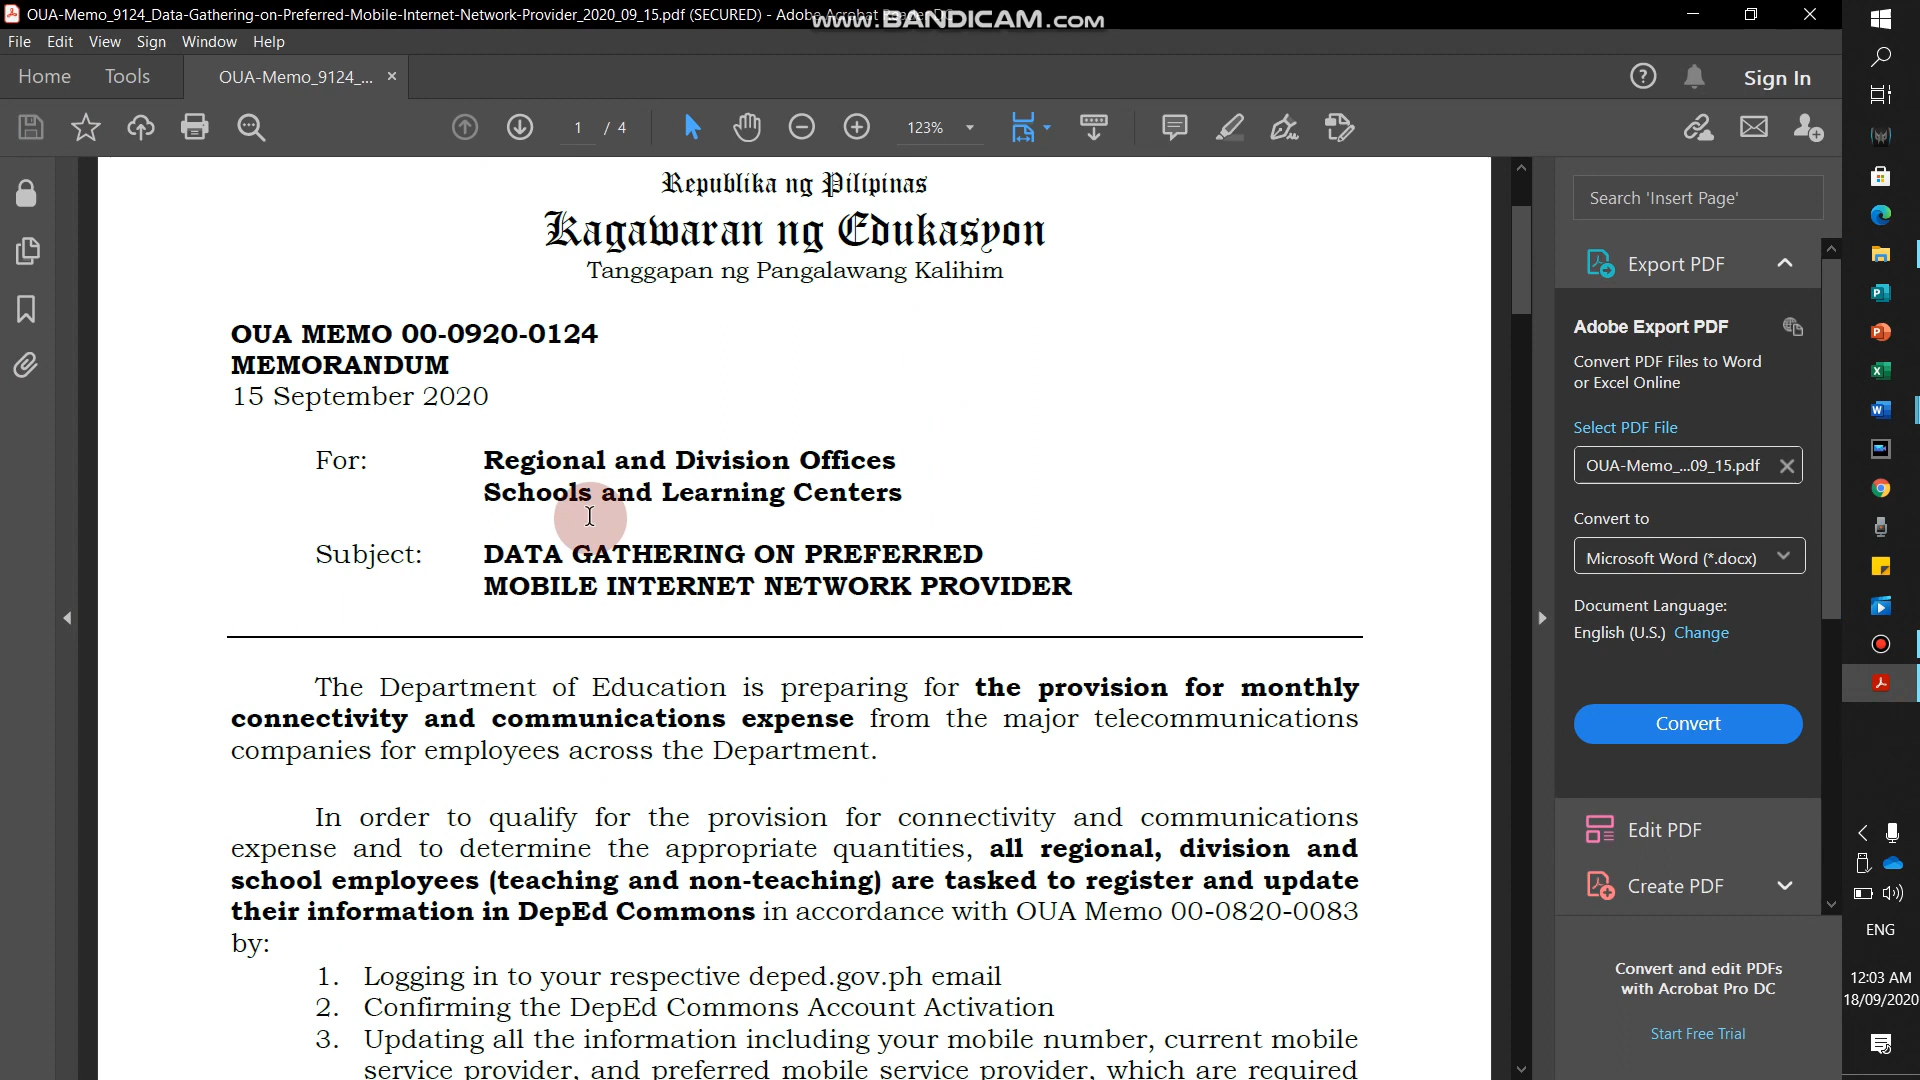 OUA-Memo_9124_Data-Gathering-on-Preferred-Mobile-Internet-Network-Provider_2020_09_15.pdf (SECURED) - Adobe Acrobat Reader DC
www.BANDICAM.com
File Edit View Sign Window Help
Home Tools OUA-Memo_9124_... × Sign In
1 / 4 123%
Republika ng Pilipinas
Kagawaran ng Edukasyon
Tanggapan ng Pangalawang Kalihim
OUA MEMO 00-0920-0124
MEMORANDUM
15 September 2020
For: Regional and Division Offices
Schools and Learning Centers
Subject: DATA GATHERING ON PREFERRED
MOBILE INTERNET NETWORK PROVIDER
The Department of Education is preparing for the provision for monthly
connectivity and communications expense from the major telecommunications
companies for employees across the Department.
In order to qualify for the provision for connectivity and communications
expense and to determine the appropriate quantities, all regional, division and
school employees (teaching and non-teaching) are tasked to register and update
their information in DepEd Commons in accordance with OUA Memo 00-0820-0083
by:
1. Logging in to your respective deped.gov.ph email
2. Confirming the DepEd Commons Account Activation
3. Updating all the information including your mobile number, current mobile
service provider, and preferred mobile service provider, which are required
Search 'Insert Page'
Export PDF
Adobe Export PDF
Convert PDF Files to Word
or Excel Online
Select PDF File
OUA-Memo_...09_15.pdf
Convert to
Microsoft Word (*.docx)
Document Language:
English (U.S.) Change
Convert
Edit PDF
Create PDF
Convert and edit PDFs
with Acrobat Pro DC
Start Free Trial
ENG
12:03 AM
18/09/2020